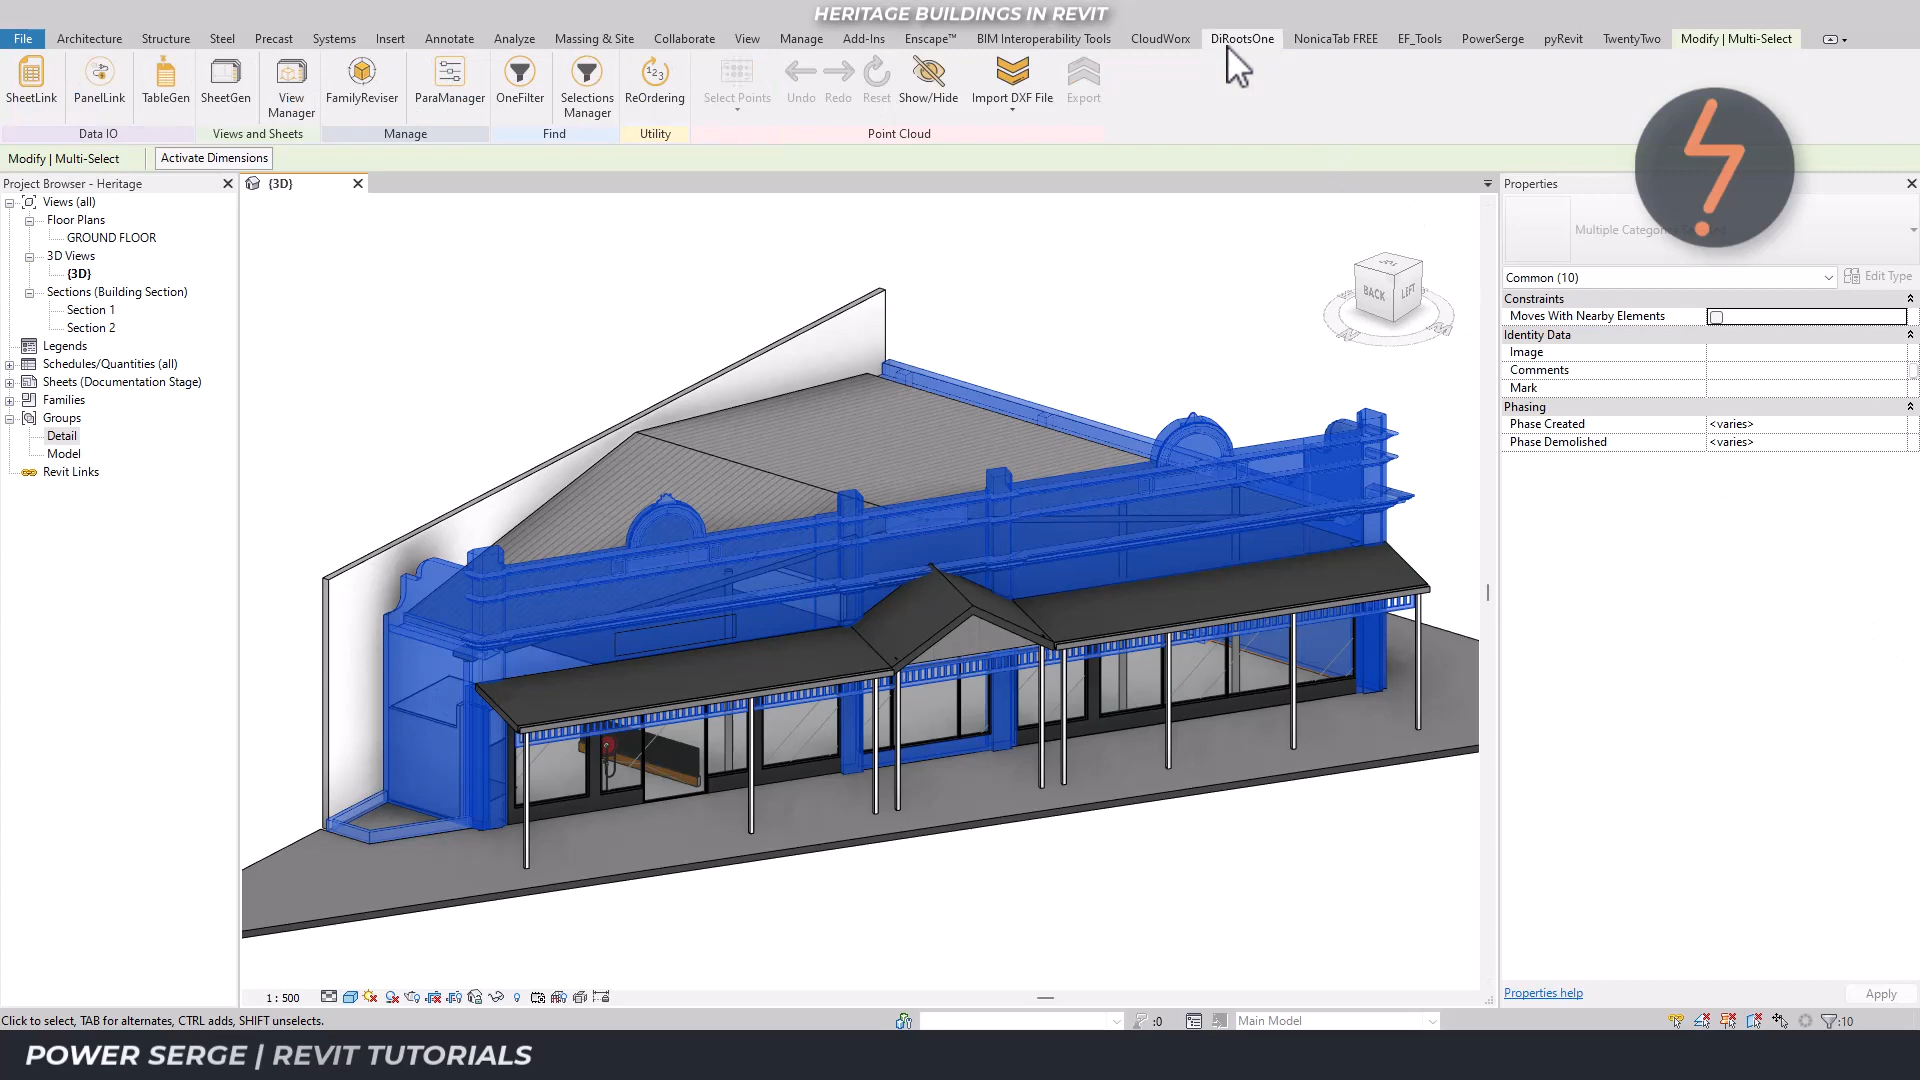 HERITAGE BUILDINGS IN REVIT
File Architecture Structure Steel Precast Systems Insert Annotate Analyze Massing & Site Collaborate View Manage Add-Ins Enscape™ BIM Interoperability Tools CloudWorx DiRootsOne NonicaTab FREE EF_Tools PowerSerge pyRevit TwentyTwo Modify | Multi-Select
SheetLink PanelLink TableGen SheetGen View Manager FamilyReviser ParaManager OneFilter Selections Manager ReOrdering Select Points Undo Redo Reset Show/Hide Import DXF File Export
Data IO Views and Sheets Manage Find Utility Point Cloud
Modify | Multi-Select Activate Dimensions
Project Browser - Heritage
{3D}
Properties
Views (all)
Floor Plans
GROUND FLOOR
3D Views
{3D}
Sections (Building Section)
Section 1
Section 2
Legends
Schedules/Quantities (all)
Sheets (Documentation Stage)
Families
Groups
Detail
Model
Revit Links
TOP
BACK LEFT
Common (10) Edit Type
Constraints
Moves With Nearby Elements
Identity Data
Image
Comments
Mark
Phasing
Phase Created <varies>
Phase Demolished <varies>
1 : 500
Properties help Apply
Click to select, TAB for alternates, CTRL adds, SHIFT unselects.
:0
Main Model
:10
POWER SERGE | REVIT TUTORIALS